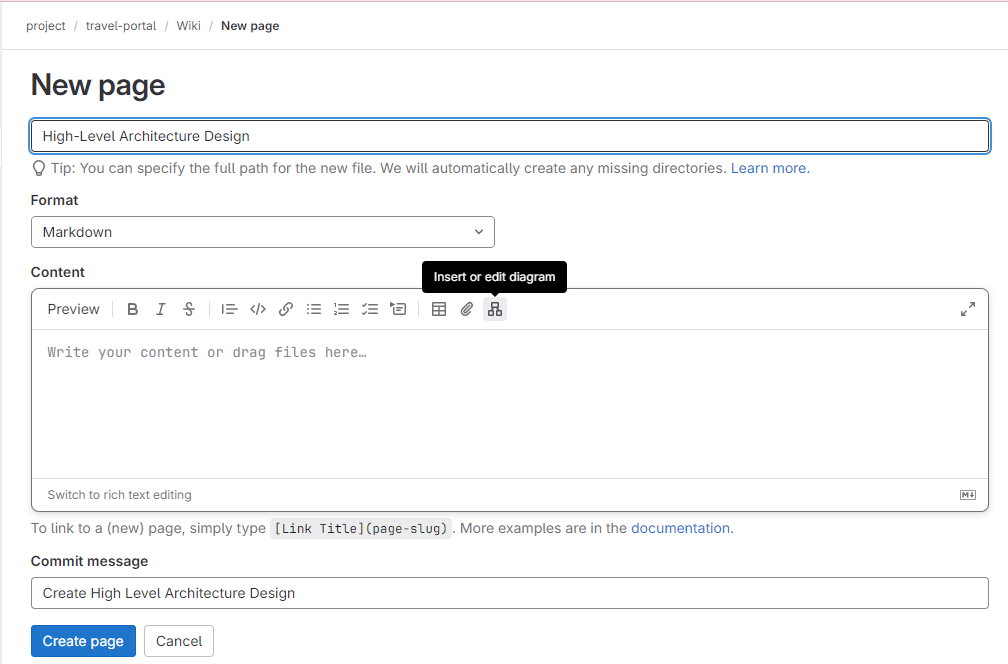 project / travel-portal / Wiki / New page
New page
High-Level Architecture Design
Tip: You can specify the full path for the new file. We will automatically create any missing directories. Learn more.
Format
Markdown
Content
Insert or edit diagram
Preview B I S
Write your content or drag files here…
Switch to rich text editing M↓
To link to a (new) page, simply type [Link Title](page-slug). More examples are in the documentation.
Commit message
Create High Level Architecture Design
Create page Cancel